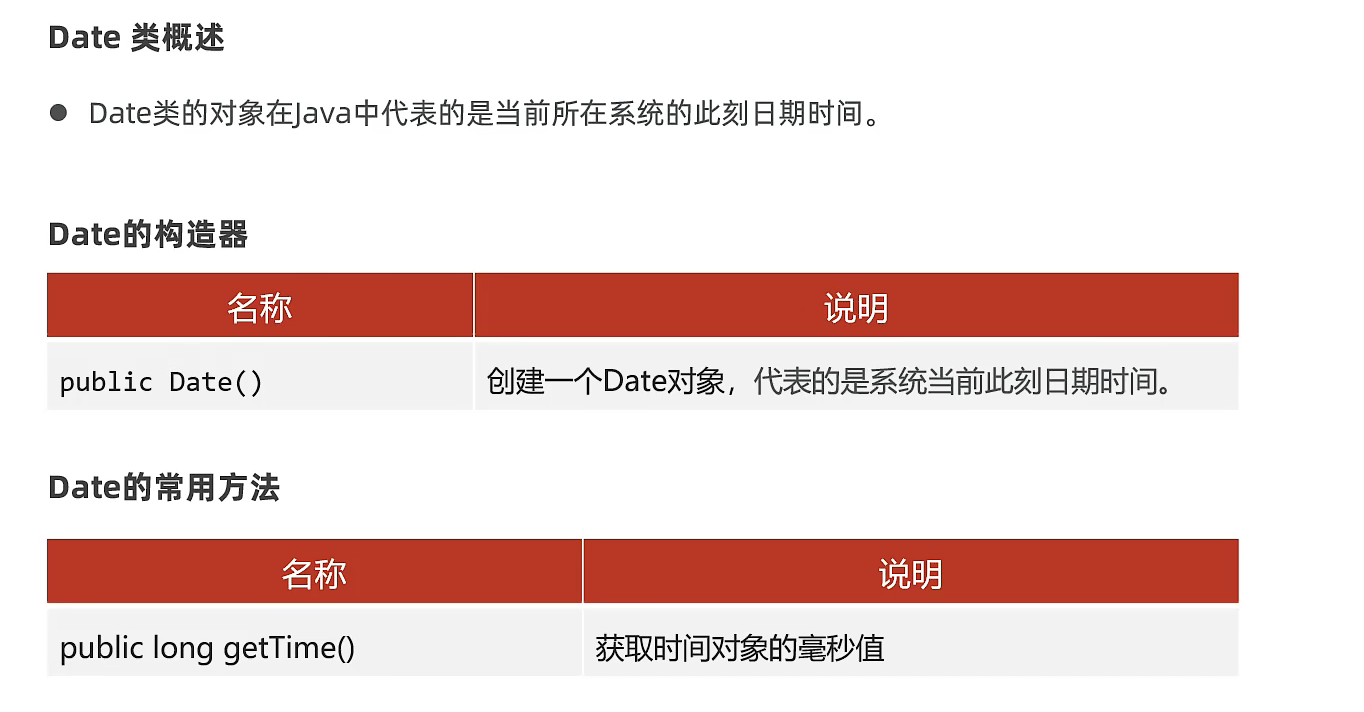 Date 类概述
● Date类的对象在Java中代表的是当前所在系统的此刻日期时间。
Date的构造器
名称 说明
public Date() 创建一个Date对象，代表的是系统当前此刻日期时间。
Date的常用方法
名称 说明
public long getTime() 获取时间对象的毫秒值